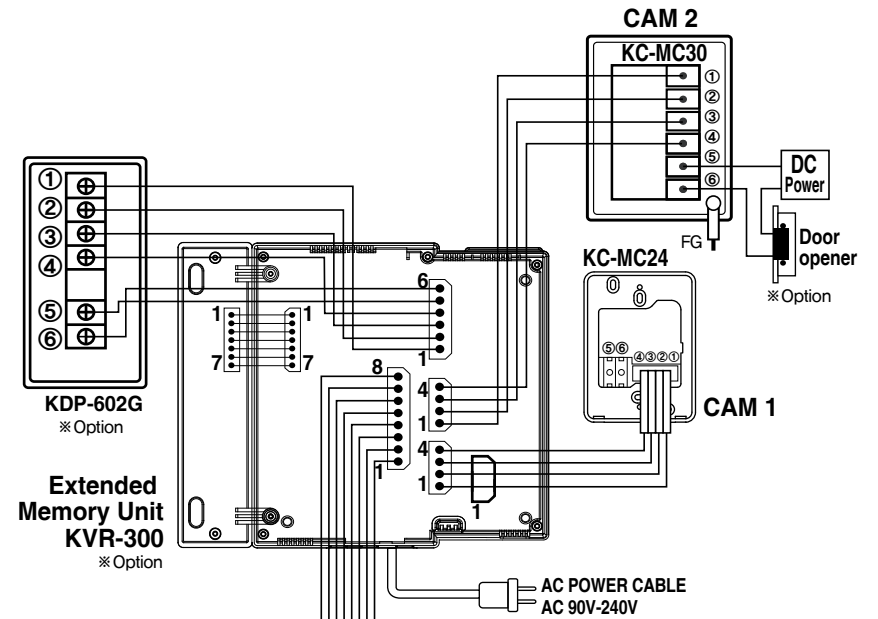 CAM 2
KC-MC30
①
②
③
④
⑤
⑥
DC
Power
FG
Door
opener
※Option
①
②
③
④
⑤
⑥
KDP-602G
※Option
KC-MC24
⑤⑥
④③②①
CAM 1
1
7
1
7
6
1
8
1
4
1
4
1
1
Extended
Memory Unit
KVR-300
※Option
AC POWER CABLE
AC 90V-240V